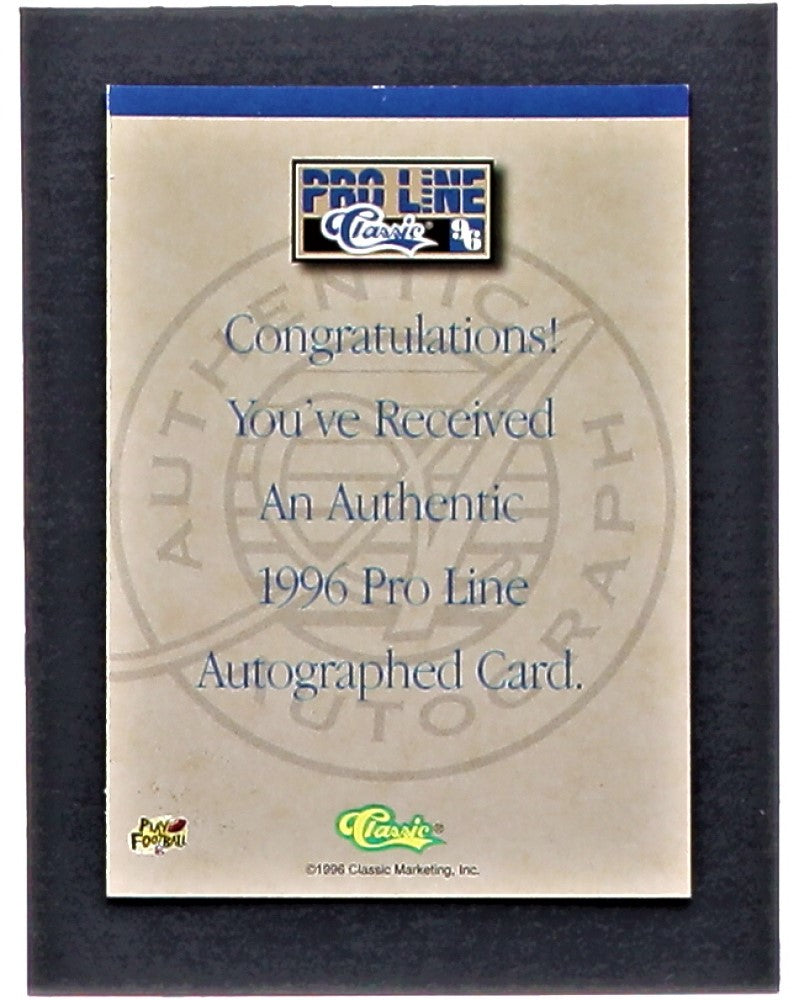 PRO LINE
Classic® 96
AUTHENTIC AUTOGRAPH
Congratulations!
You've Received
An Authentic
1996 Pro Line
Autographed Card.
PLAY
FOOTBALL
Classic®
©1996 Classic Marketing, Inc.